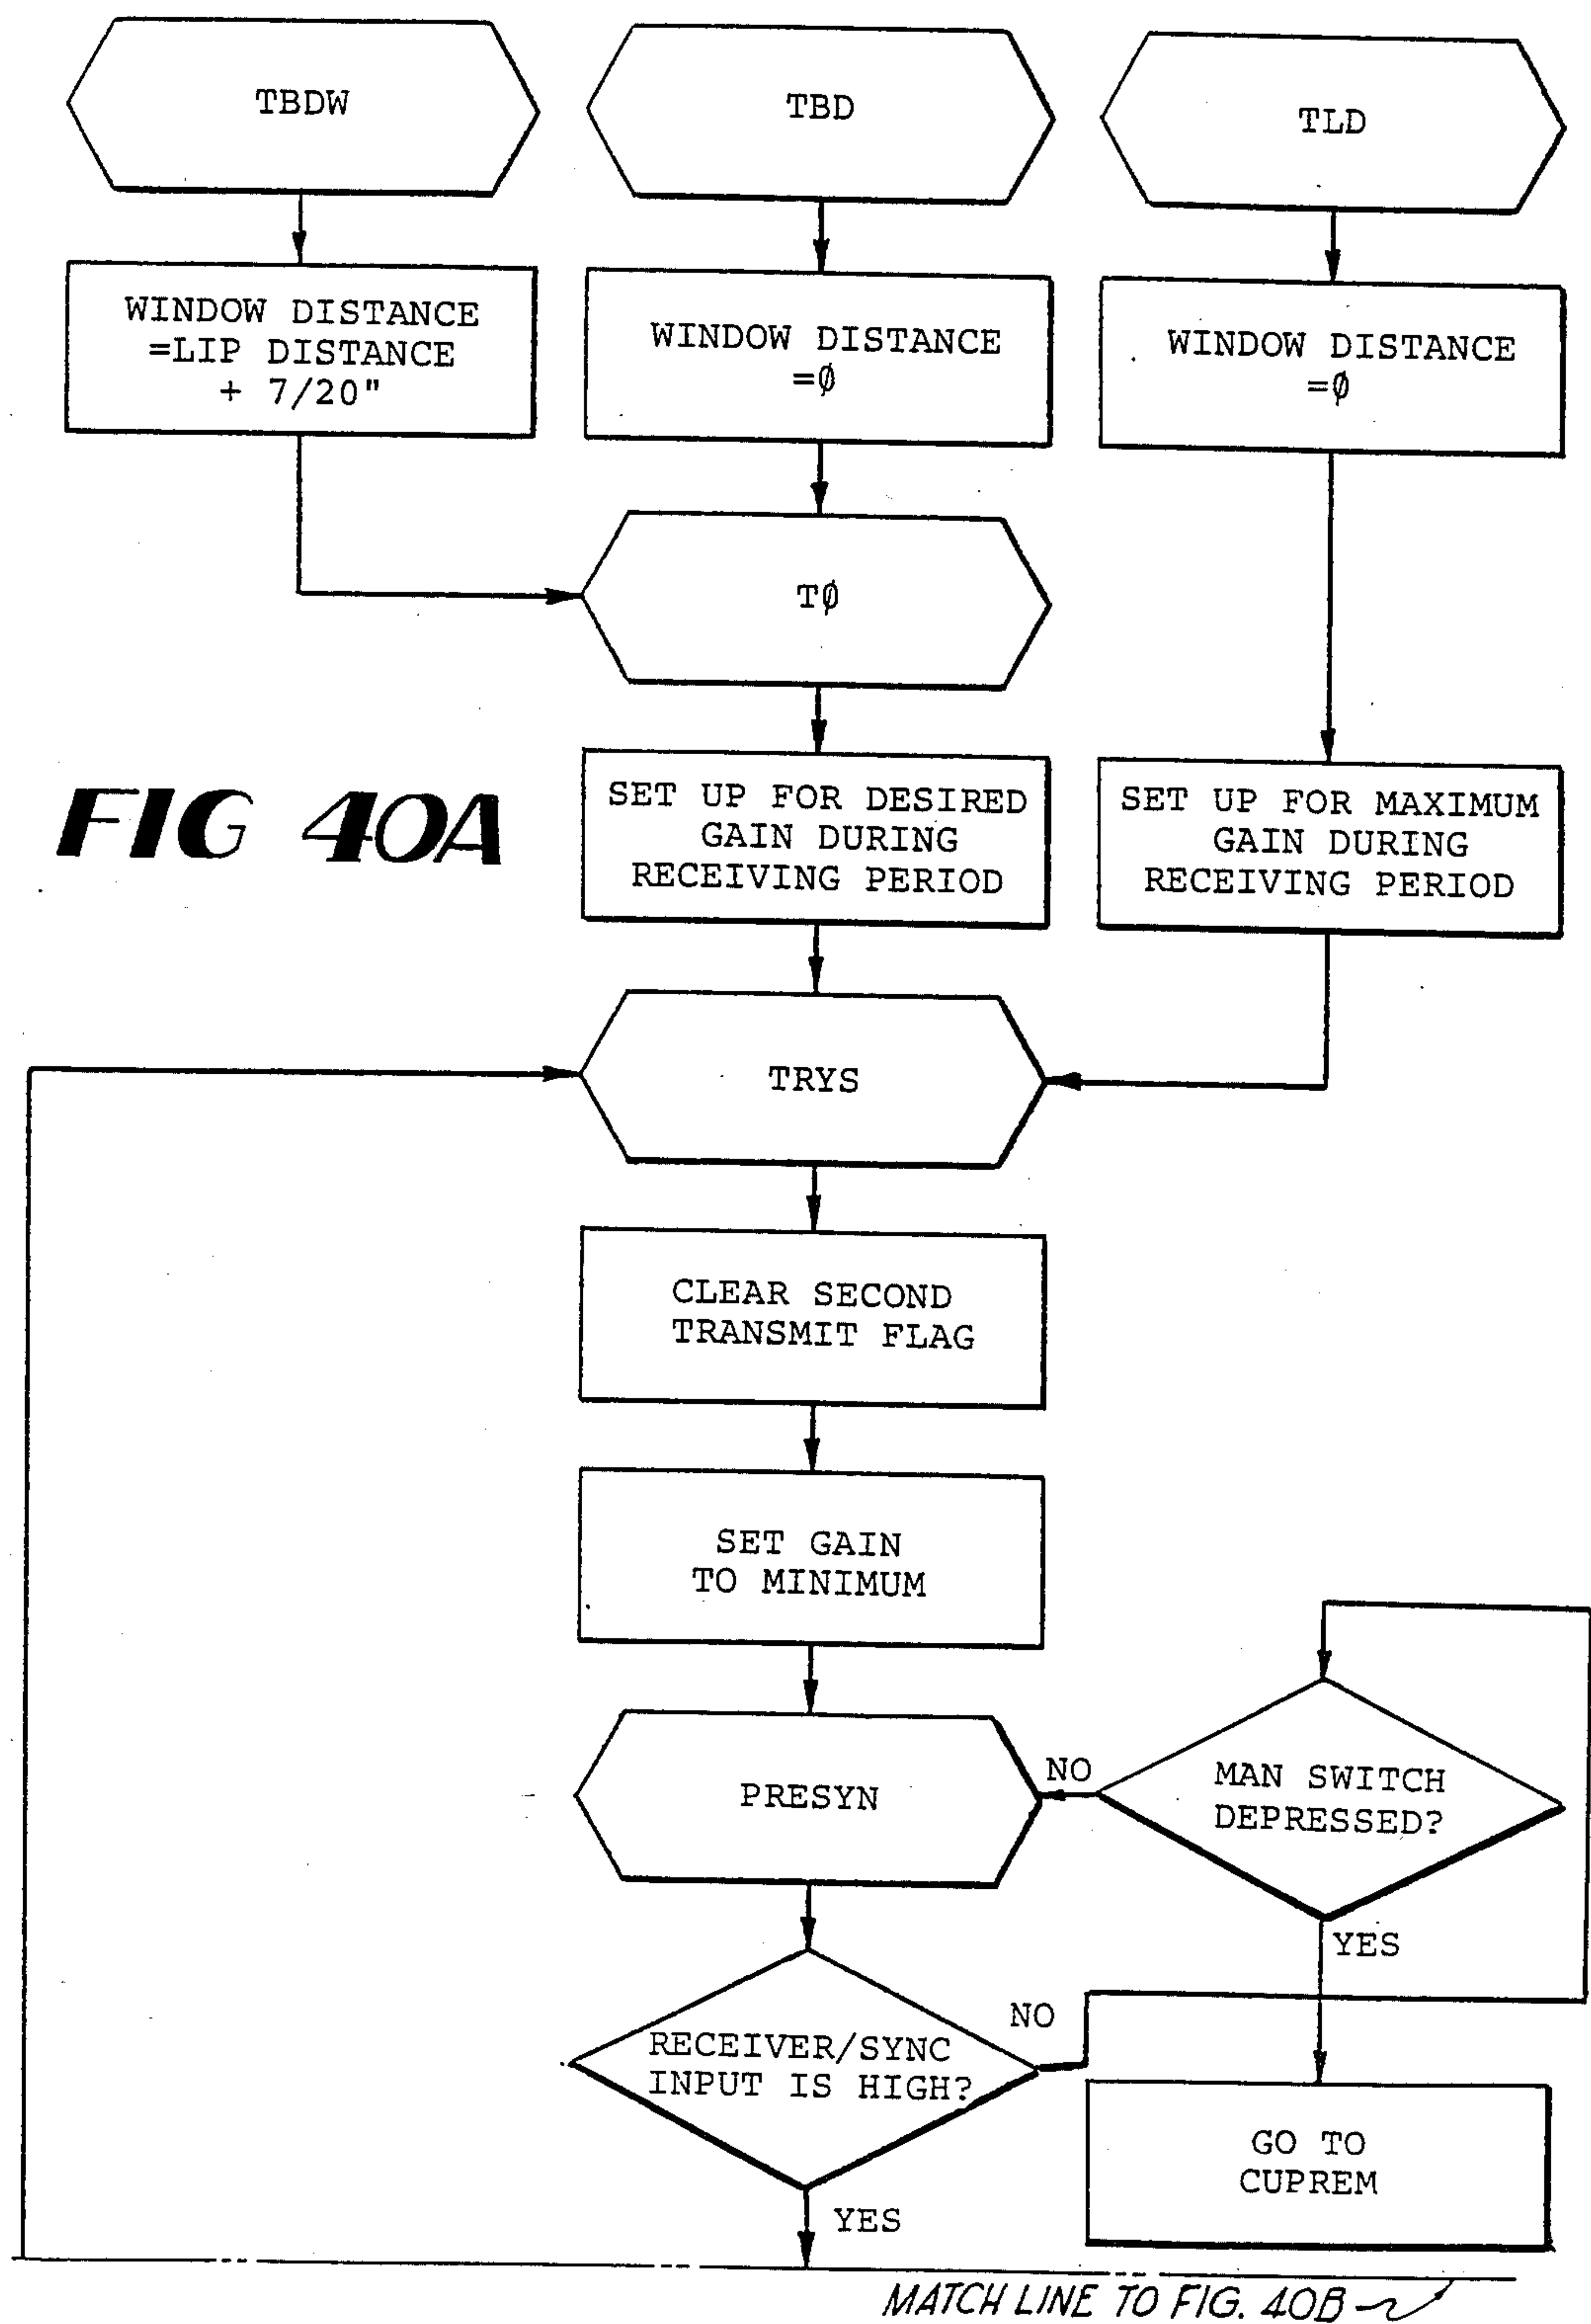 TBDW
TBD
TLD
WINDOW DISTANCE
=LIP DISTANCE
+ 7/20"
WINDOW DISTANCE
=Ø
WINDOW DISTANCE
=Ø
TØ
FIG 40A
SET UP FOR DESIRED
GAIN DURING
RECEIVING PERIOD
SET UP FOR MAXIMUM
GAIN DURING
RECEIVING PERIOD
TRYS
CLEAR SECOND
TRANSMIT FLAG
SET GAIN
TO MINIMUM
PRESYN
NO
MAN SWITCH
DEPRESSED?
YES
NO
RECEIVER/SYNC
INPUT IS HIGH?
GO TO
CUPREM
YES
MATCH LINE TO FIG. 40B